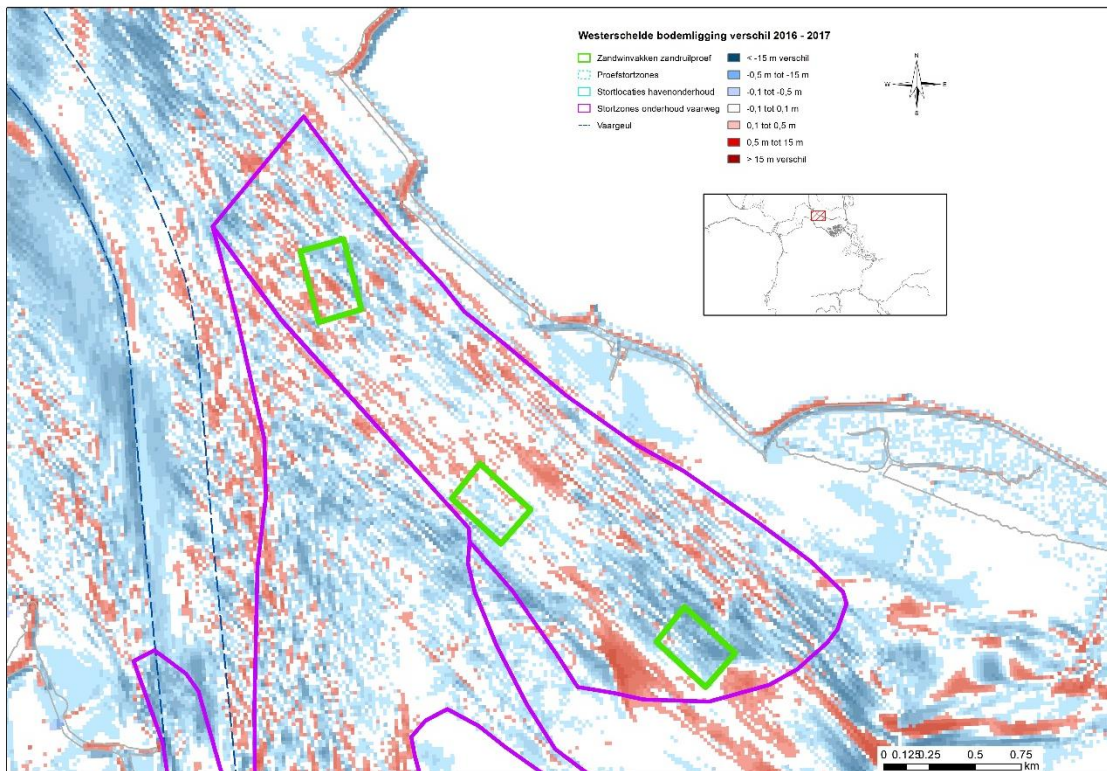 Westerschelde bodemligging verschil 2016 - 2017
Zandwinvakken zandruilproef
Proefstortzones
Stortlocaties havenonderhoud
Stortzones onderhoud vaarweg
Vaargeul
< -15 m verschil
-0,5 m tot -15 m
-0,1 tot -0,5 m
-0,1 tot 0,1 m
0,1 tot 0,5 m
0,5 m tot 15 m
> 15 m verschil
N
W E
S
0 0.125 0.25 0.5 0.75
km